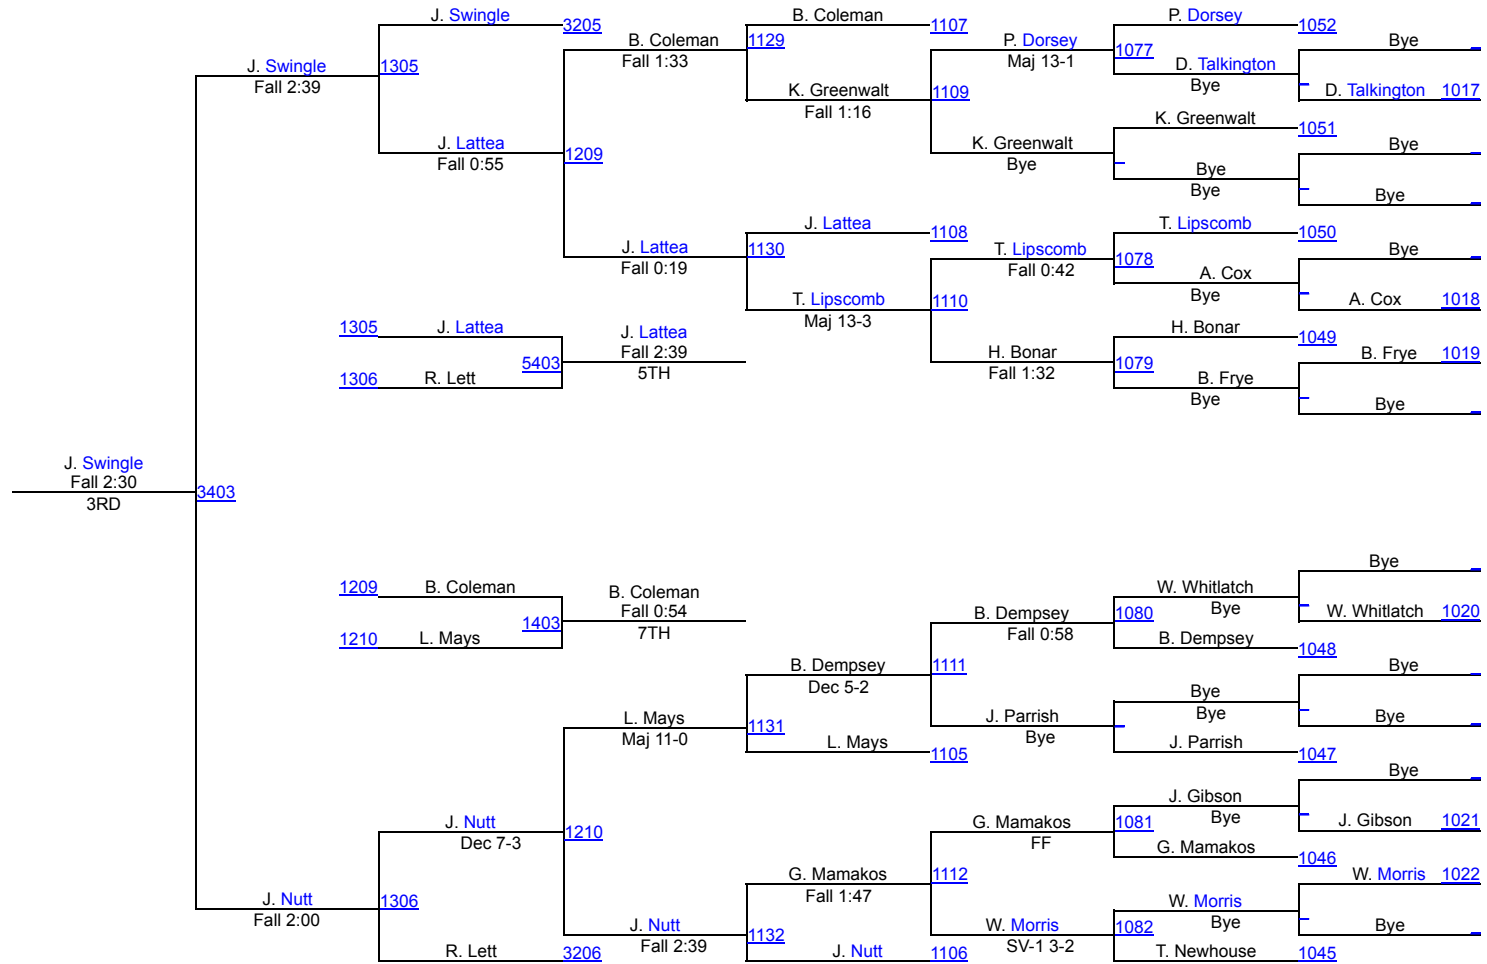 J. Swingle
3205
B. Coleman
1107
P. Dorsey
1052
B. Coleman
Fall 1:33
1129
P. Dorsey
Maj 13-1
1077
Bye
J. Swingle
Fall 2:39
1305
D. Talkington
Bye
D. Talkington 1017
K. Greenwalt
Fall 1:16
1109
K. Greenwalt
1051
J. Lattea
Fall 0:55
1209
K. Greenwalt
Bye
Bye
Bye
Bye
Bye
J. Lattea
1108
T. Lipscomb
1050
J. Lattea
Fall 0:19
1130
T. Lipscomb
Fall 0:42
1078
Bye
A. Cox
Bye
A. Cox 1018
T. Lipscomb
Maj 13-3
1110
1305 J. Lattea
J. Lattea
Fall 2:39
5TH
5403
1306 R. Lett
H. Bonar
1049
H. Bonar
Fall 1:32
1079
B. Frye 1019
B. Frye
Bye
Bye
J. Swingle
Fall 2:30
3RD
3403
Bye
1209 B. Coleman
B. Coleman
Fall 0:54
7TH
1403
1210 L. Mays
W. Whitlatch
Bye
W. Whitlatch 1020
B. Dempsey
Fall 0:58
1080
B. Dempsey
1048
B. Dempsey
Dec 5-2
1111
Bye
Bye
Bye
Bye
L. Mays
Maj 11-0
1131
J. Parrish
Bye
L. Mays
1105
J. Parrish
1047
Bye
J. Gibson
Bye
J. Gibson 1021
J. Nutt
Dec 7-3
1210
G. Mamakos
FF
1081
G. Mamakos
1046
G. Mamakos
Fall 1:47
1112
W. Morris 1022
J. Nutt
Fall 2:00
1306
W. Morris
Bye
Bye
J. Nutt
Fall 2:39
1132
W. Morris
SV-1 3-2
1082
R. Lett
3206
J. Nutt
1106
T. Newhouse
1045